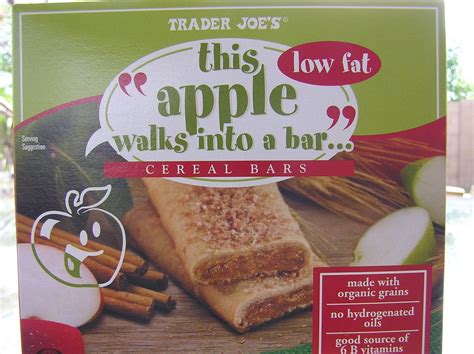 TRADER JOE'S®
this
low fat
“apple
walks into a bar...”
CEREAL BARS
Serving
Suggestion
made with
organic grains
no hydrogenated
oils
good source of
6 B vitamins